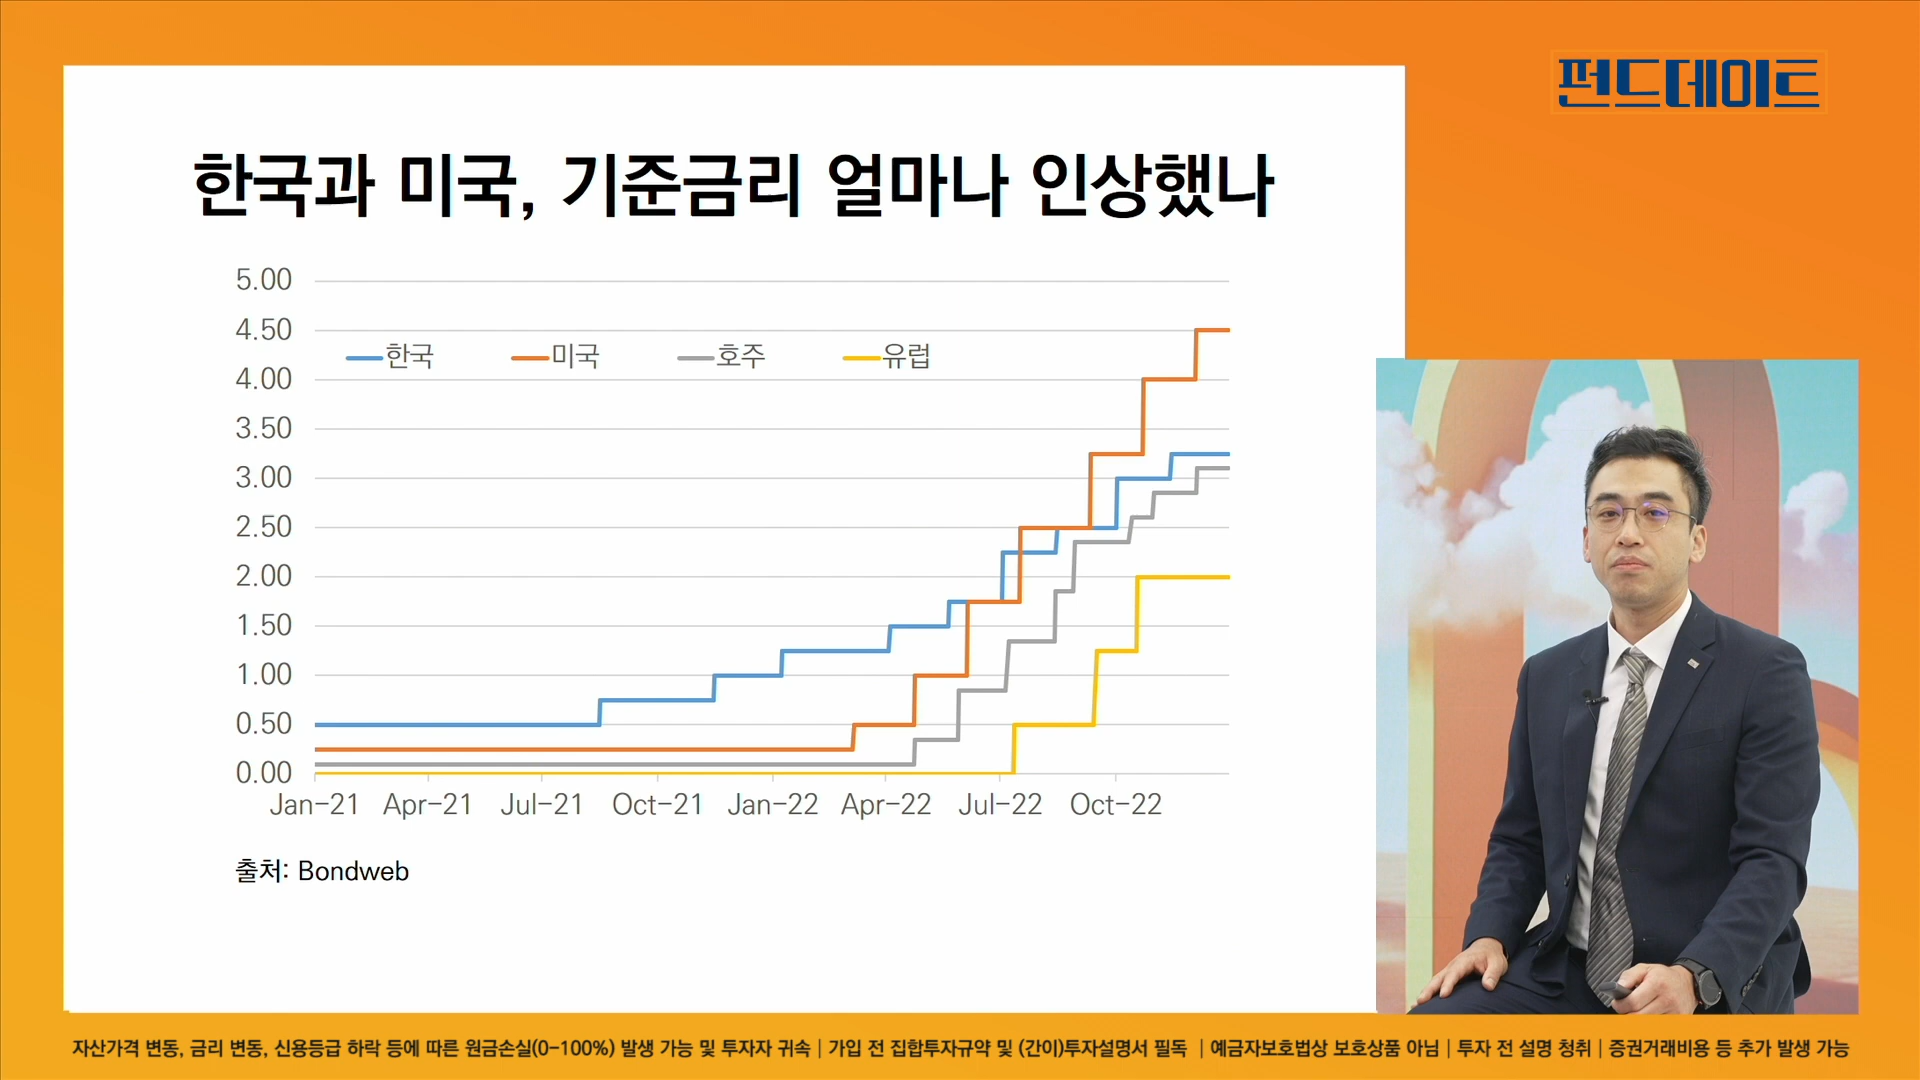 펀드데이트
한국과 미국, 기준금리 얼마나 인상했나
5.00
4.50
한국 미국 호주 유럽
4.00
3.50
3.00
2.50
2.00
1.50
1.00
0.50
0.00
Jan-21 Apr-21 Jul-21 Oct-21 Jan-22 Apr-22 Jul-22 Oct-22
출처: Bondweb
자산가격 변동, 금리 변동, 신용등급 하락 등에 따른 원금손실(0-100%) 발생 가능 및 투자자 귀속 | 가입 전 집합투자규약 및 (간이)투자설명서 필독 | 예금자보호법상 보호상품 아님 | 투자 전 설명 청취 | 증권거래비용 등 추가 발생 가능